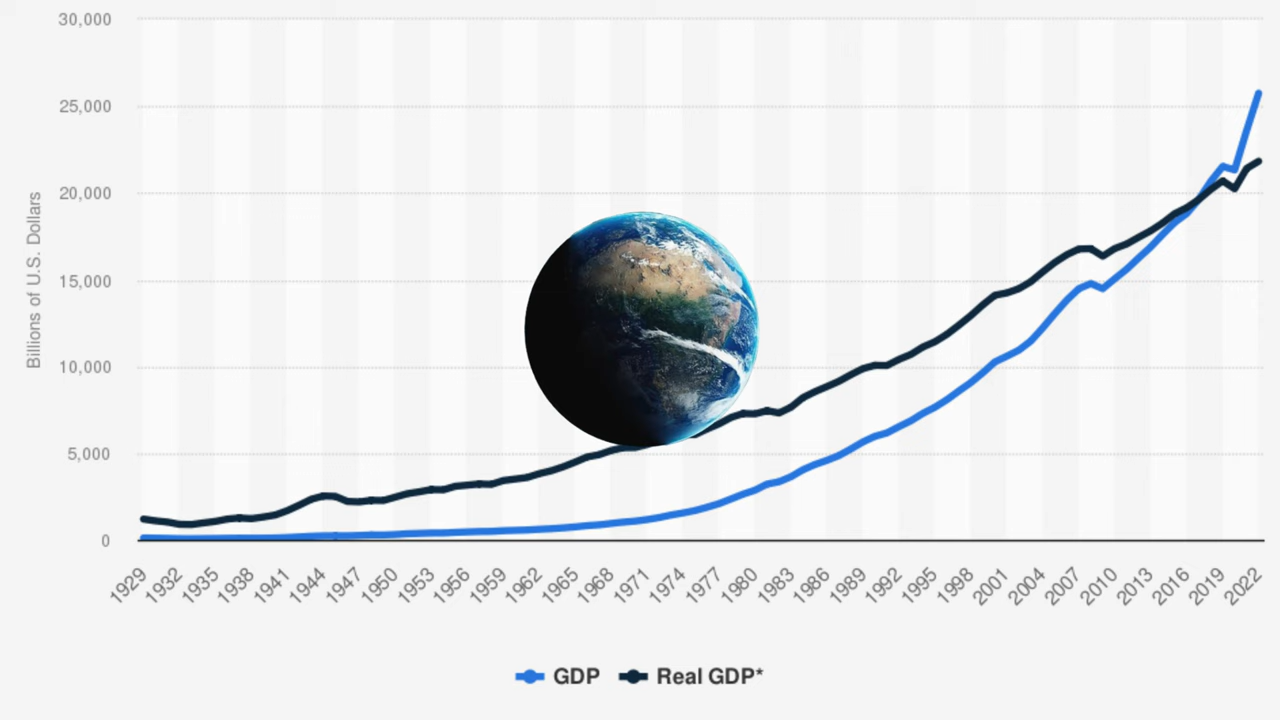 30,000
25,000
20,000
15,000
10,000
5,000
0
Billions of U.S. Dollars
1929 1932 1935 1938 1941 1944 1947 1950 1953 1956 1959 1962 1965 1968 1971 1974 1977 1980 1983 1986 1989 1992 1995 1998 2001 2004 2007 2010 2013 2016 2019 2022
GDP Real GDP*